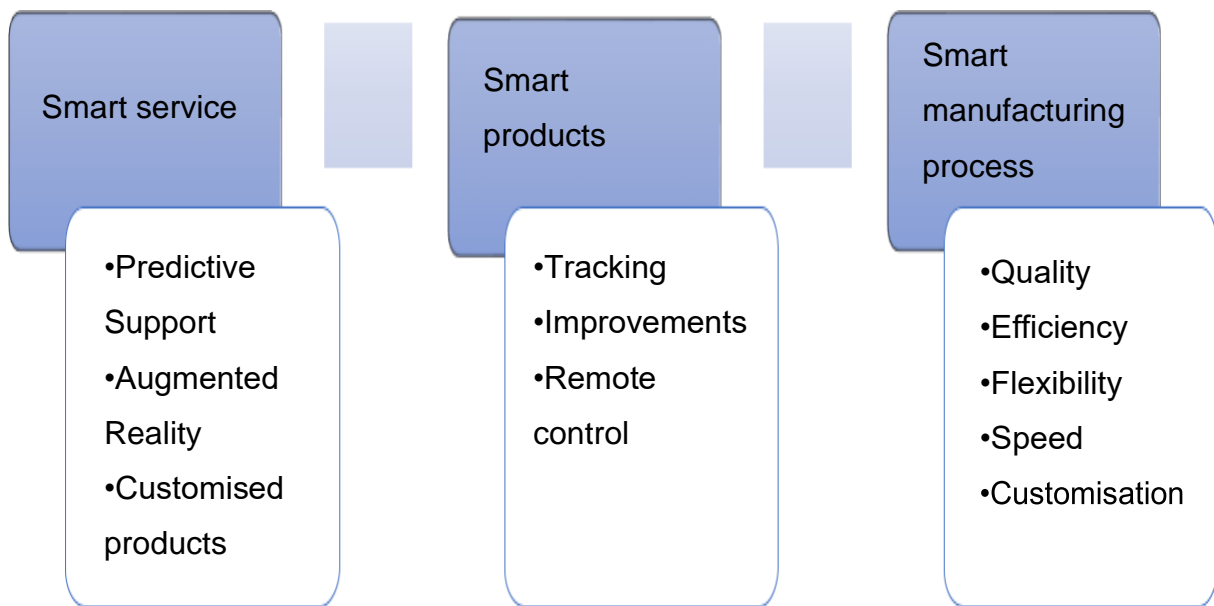 Smart service
•Predictive
Support
•Augmented
Reality
•Customised
products
Smart
products
•Tracking
•Improvements
•Remote
control
Smart
manufacturing
process
•Quality
•Efficiency
•Flexibility
•Speed
•Customisation